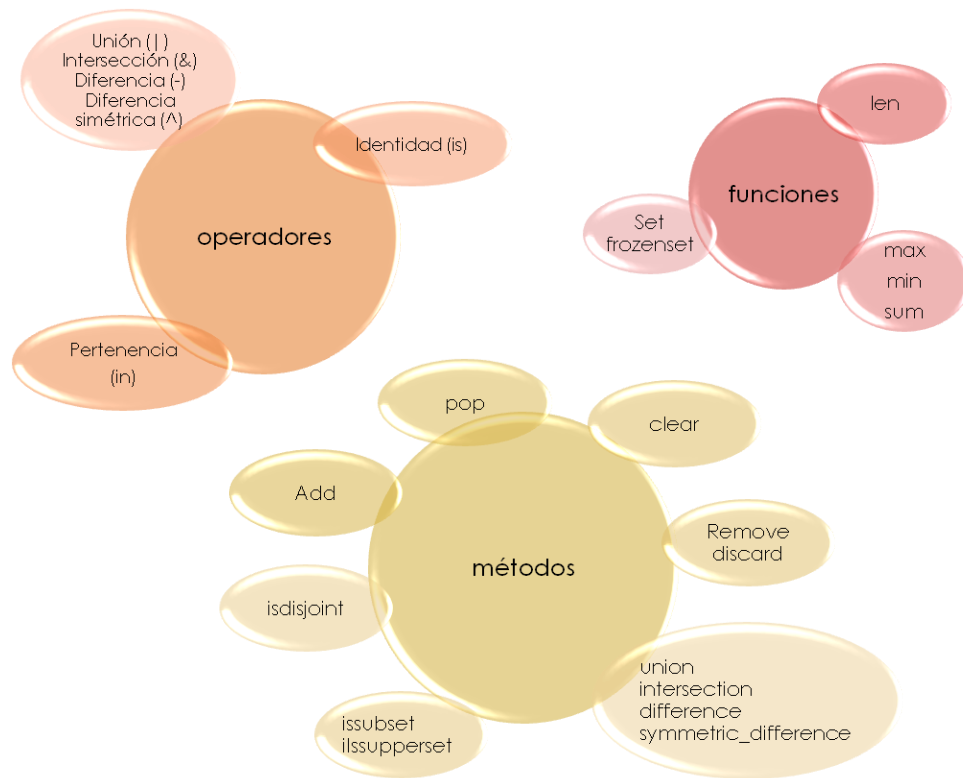 Unión (|)
Intersección (&)
Diferencia (-)
Diferencia
simétrica (^)
Identidad (is)
operadores
Pertenencia
(in)
len
funciones
Set
frozenset
max
min
sum
pop
clear
Add
Remove
discard
métodos
isdisjoint
issubset
ilssupperset
union
intersection
difference
symmetric_difference